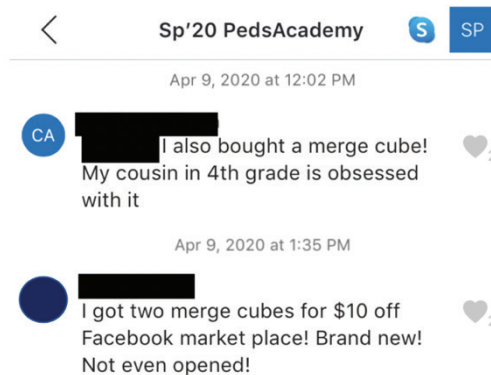 Sp'20 PedsAcademy
S
SP
Apr 9, 2020 at 12:02 PM
CA
I also bought a merge cube!
My cousin in 4th grade is obsessed
with it
Apr 9, 2020 at 1:35 PM
I got two merge cubes for $10 off
Facebook market place! Brand new!
Not even opened!